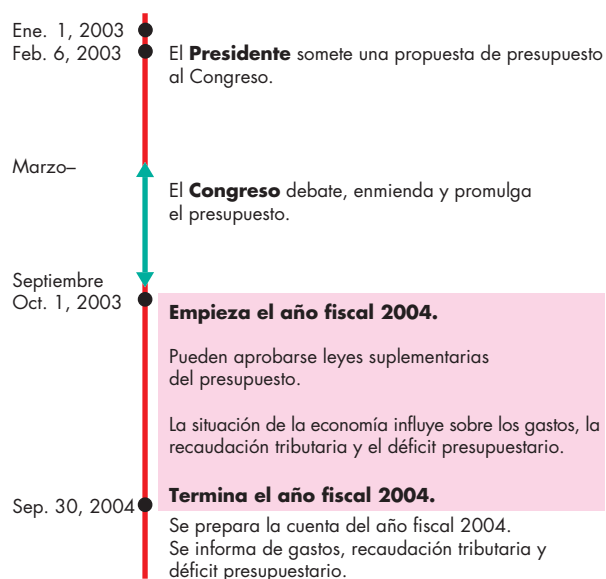 Ene. 1, 2003
Feb. 6, 2003
El Presidente somete una propuesta de presupuesto
al Congreso.
Marzo–
El Congreso debate, enmienda y promulga
el presupuesto.
Septiembre
Oct. 1, 2003
Empieza el año fiscal 2004.
Pueden aprobarse leyes suplementarias
del presupuesto.
La situación de la economía influye sobre los gastos, la
recaudación tributaria y el déficit presupuestario.
Sep. 30, 2004
Termina el año fiscal 2004.
Se prepara la cuenta del año fiscal 2004.
Se informa de gastos, recaudación tributaria y
déficit presupuestario.